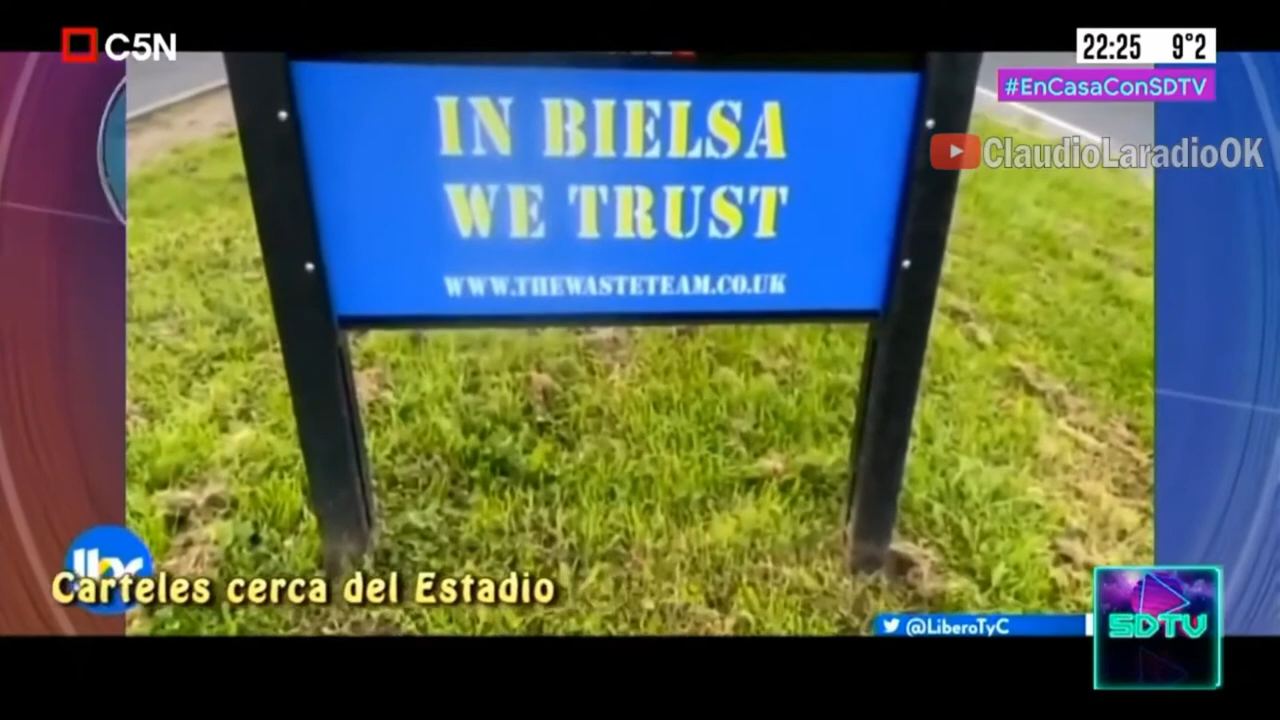 C5N
22:25 9°2
#EnCasaConSDTV
ClaudioLaradioOK
IN BIELSA
WE TRUST
WWW.THEWASTETEAM.CO.UK
Carteles cerca del Estadio
@LiberoTyC
SDTV